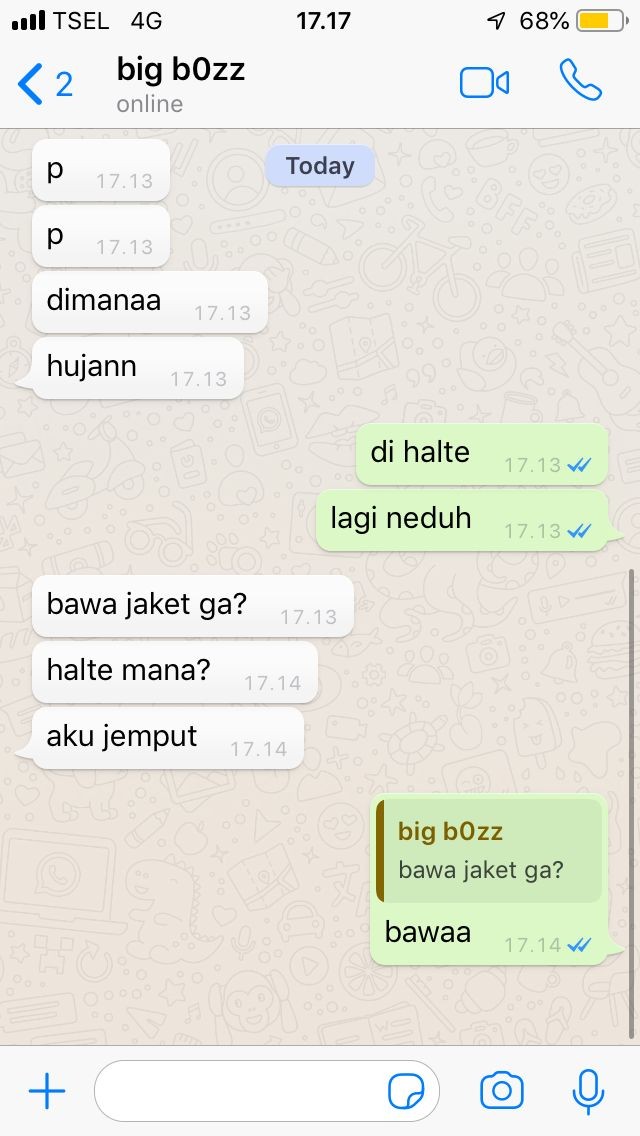 TSEL 4G 17.17 68%
2 big b0zz
online
Today
p 17.13
p 17.13
dimanaa 17.13
hujann 17.13
di halte 17.13
lagi neduh 17.13
bawa jaket ga? 17.13
halte mana? 17.14
aku jemput 17.14
big b0zz
bawa jaket ga?
bawaa 17.14